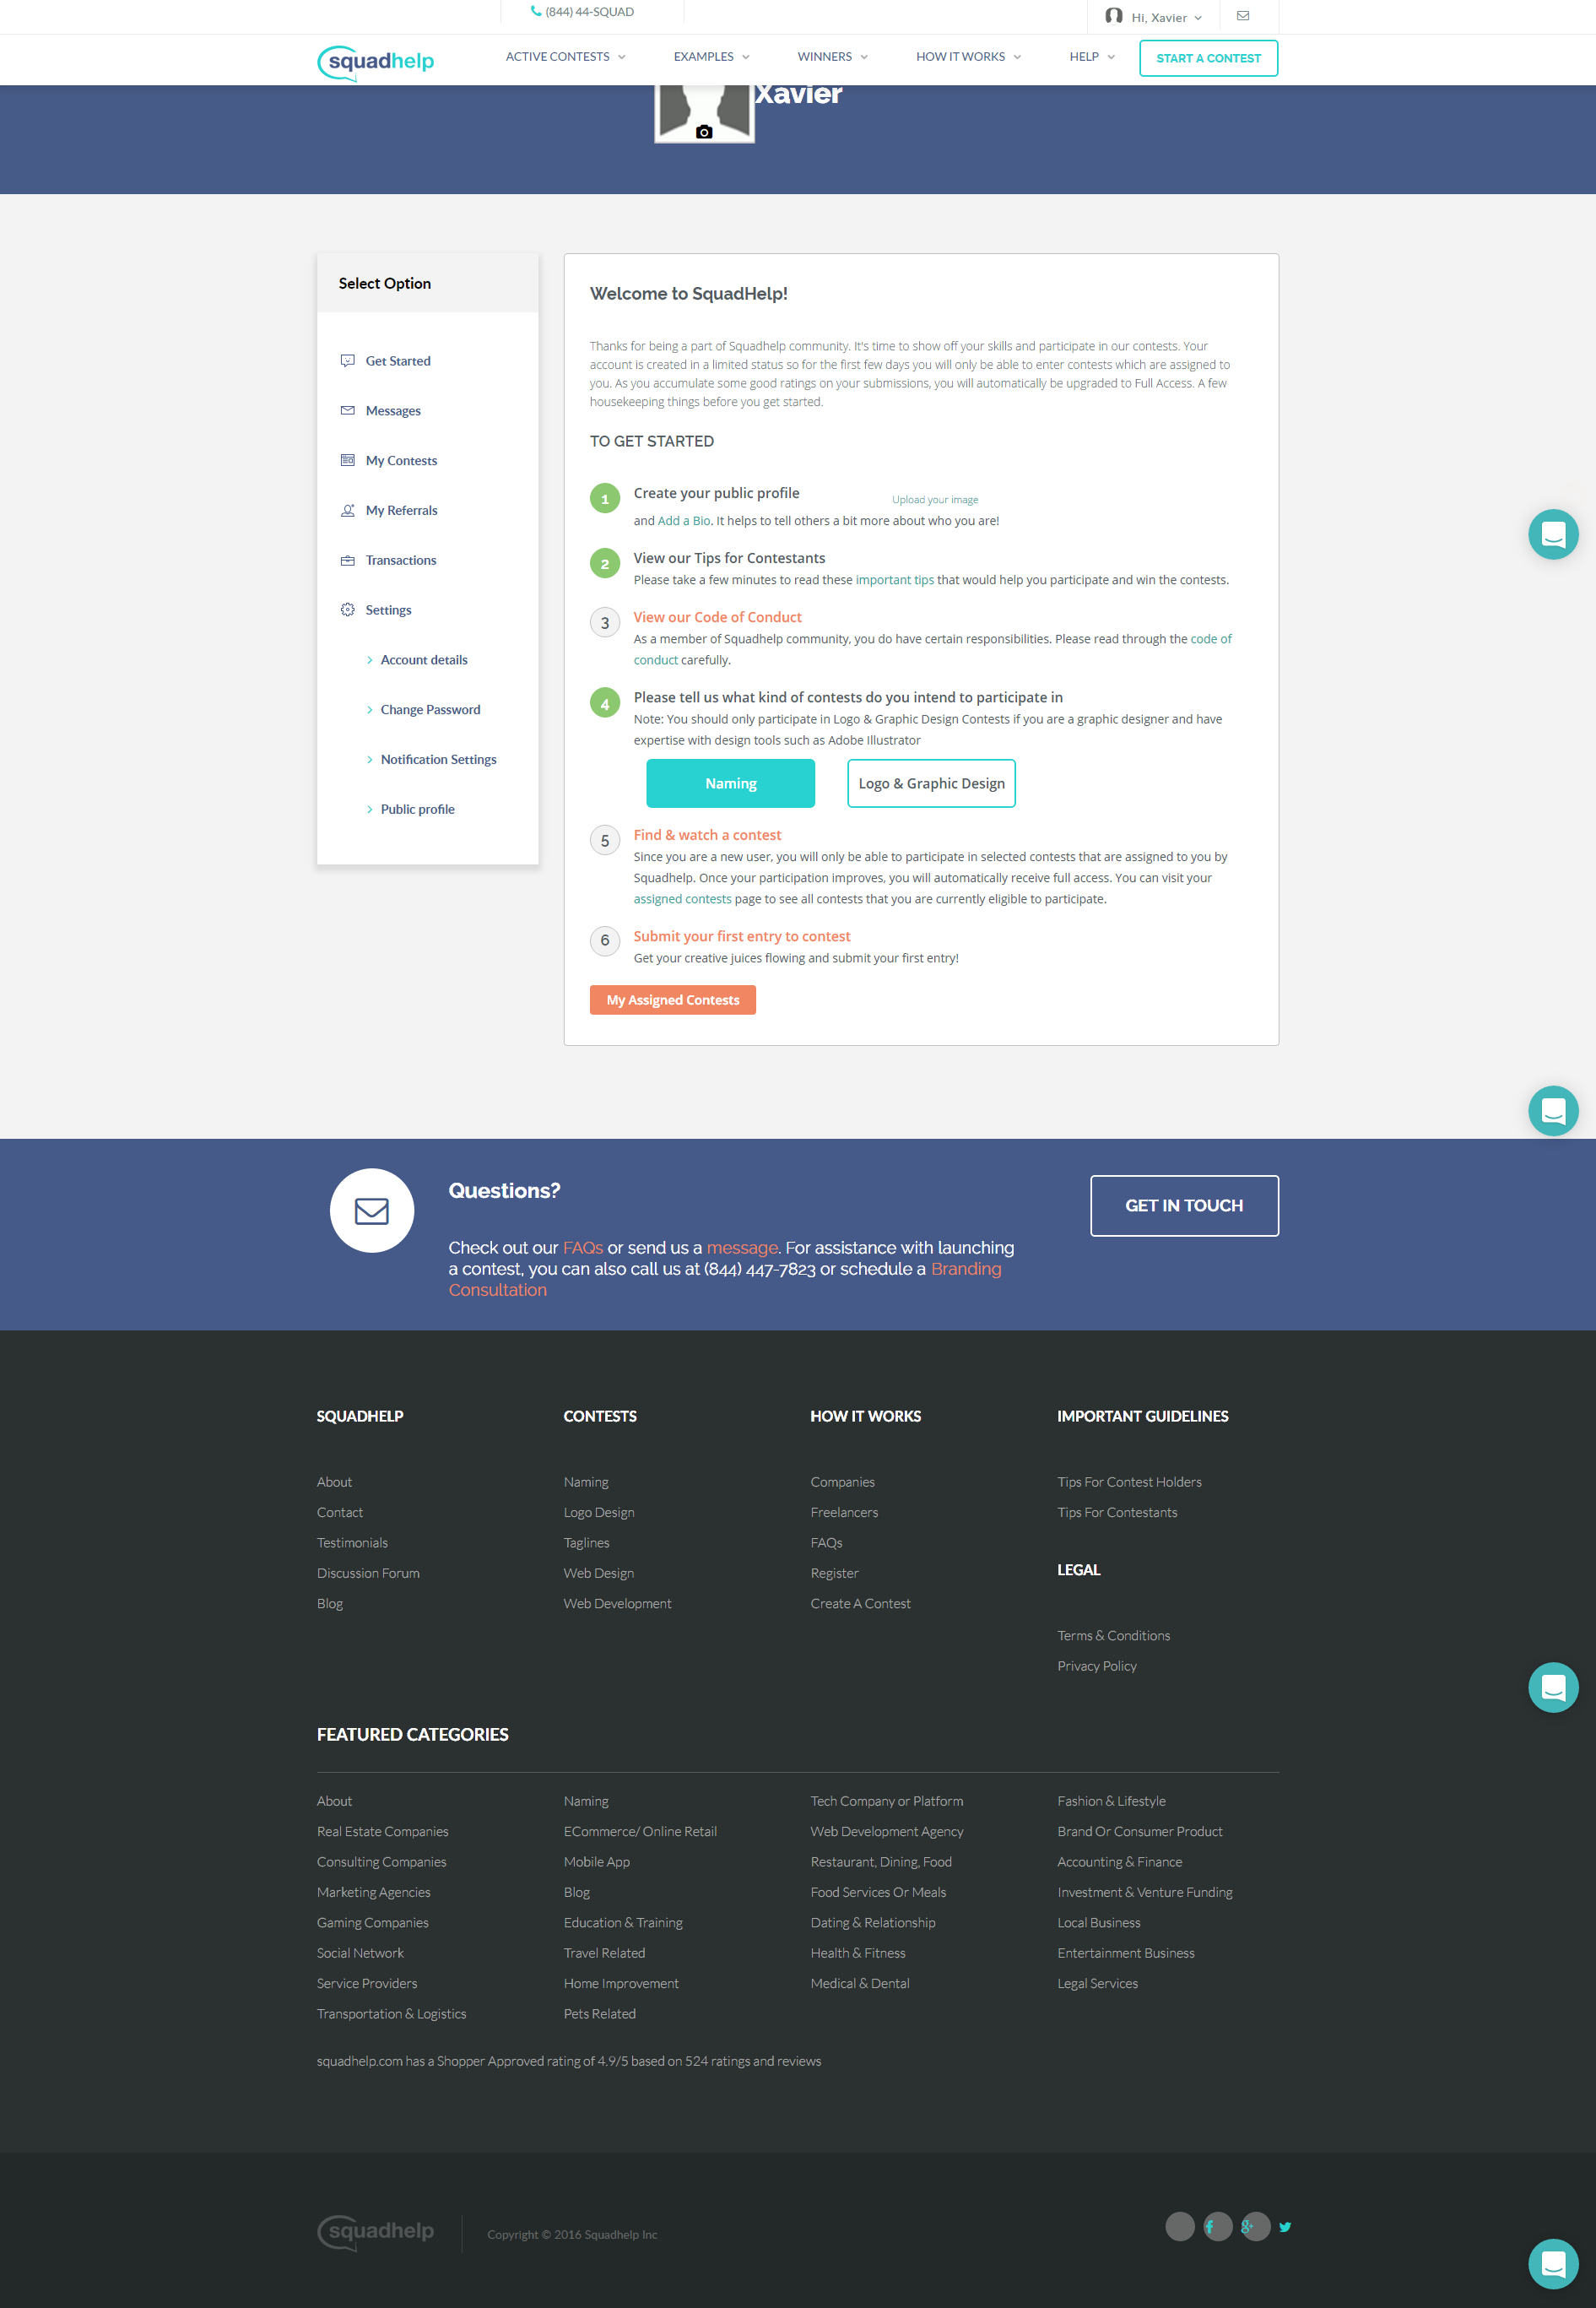 (844) 44-SQUAD
Hi, Xavier
squadhelp
ACTIVE CONTESTS
EXAMPLES
WINNERS
HOW IT WORKS
HELP
START A CONTEST
Xavier
Select Option
Get Started
Messages
My Contests
My Referrals
Transactions
Settings
Account details
Change Password
Notification Settings
Public profile
Welcome to SquadHelp!
Thanks for being a part of Squadhelp community. It's time to show off your skills and participate in our contests. Your
account is created in a limited status so for the first few days you will only be able to enter contests which are assigned to
you. As you accumulate some good ratings on your submissions, you will automatically be upgraded to Full Access. A few
housekeeping things before you get started.
TO GET STARTED
1 Create your public profile Upload your image
and Add a Bio. It helps to tell others a bit more about who you are!
2 View our Tips for Contestants
Please take a few minutes to read these important tips that would help you participate and win the contests.
3 View our Code of Conduct
As a member of Squadhelp community, you do have certain responsibilities. Please read through the code of
conduct carefully.
4 Please tell us what kind of contests do you intend to participate in
Note: You should only participate in Logo & Graphic Design Contests if you are a graphic designer and have
expertise with design tools such as Adobe Illustrator
Naming
Logo & Graphic Design
5 Find & watch a contest
Since you are a new user, you will only be able to participate in selected contests that are assigned to you by
Squadhelp. Once your participation improves, you will automatically receive full access. You can visit your
assigned contests page to see all contests that you are currently eligible to participate.
6 Submit your first entry to contest
Get your creative juices flowing and submit your first entry!
My Assigned Contests
Questions?
Check out our FAQs or send us a message. For assistance with launching
a contest, you can also call us at (844) 447-7823 or schedule a Branding
Consultation
GET IN TOUCH
SQUADHELP
About
Contact
Testimonials
Discussion Forum
Blog
CONTESTS
Naming
Logo Design
Taglines
Web Design
Web Development
HOW IT WORKS
Companies
Freelancers
FAQs
Register
Create A Contest
IMPORTANT GUIDELINES
Tips For Contest Holders
Tips For Contestants
LEGAL
Terms & Conditions
Privacy Policy
FEATURED CATEGORIES
About
Real Estate Companies
Consulting Companies
Marketing Agencies
Gaming Companies
Social Network
Service Providers
Transportation & Logistics
Naming
ECommerce/ Online Retail
Mobile App
Blog
Education & Training
Travel Related
Home Improvement
Pets Related
Tech Company or Platform
Web Development Agency
Restaurant, Dining, Food
Food Services Or Meals
Dating & Relationship
Health & Fitness
Medical & Dental
Fashion & Lifestyle
Brand Or Consumer Product
Accounting & Finance
Investment & Venture Funding
Local Business
Entertainment Business
Legal Services
squadhelp.com has a Shopper Approved rating of 4.9/5 based on 524 ratings and reviews
squadhelp
Copyright © 2016 Squadhelp Inc